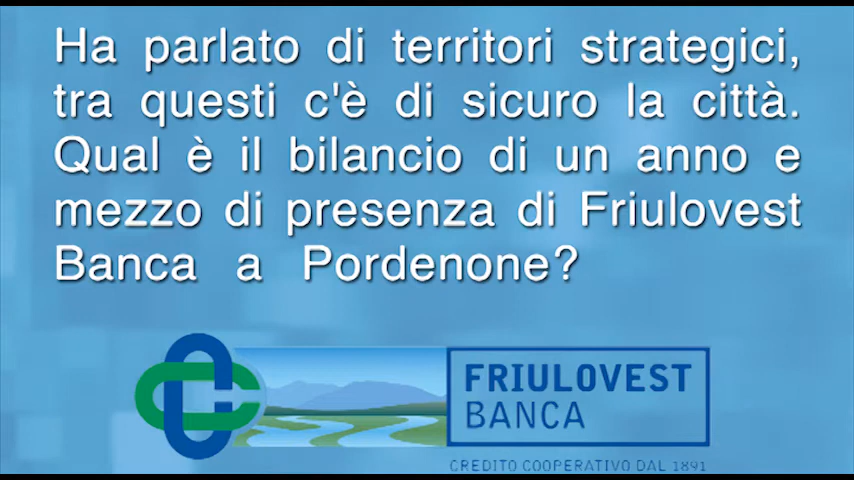 Ha parlato di territori strategici,
tra questi c'è di sicuro la città.
Qual è il bilancio di un anno e
mezzo di presenza di Friulovest
Banca a Pordenone?
FRIULOVEST
BANCA
CREDITO COOPERATIVO DAL 1891